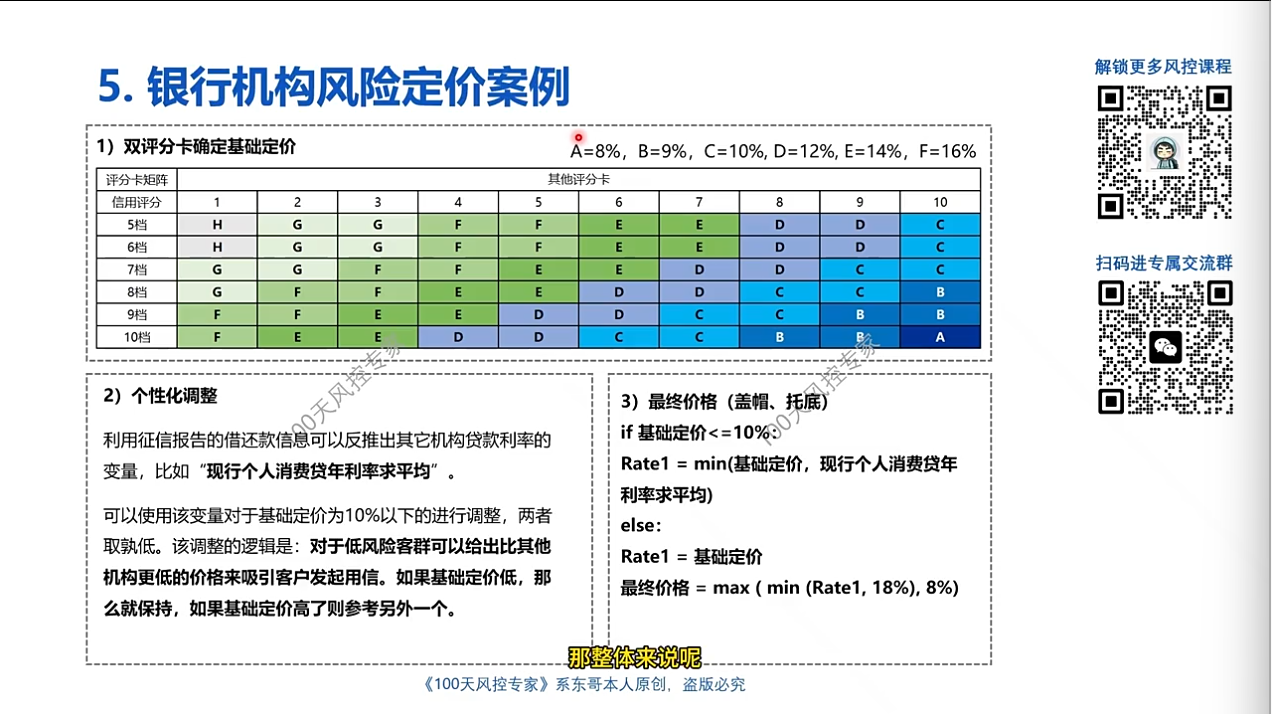 5. 银行机构风险定价案例
解锁更多风控课程
1）双评分卡确定基础定价
A=8%，B=9%，C=10%, D=12%, E=14%，F=16%
评分卡矩阵 其他评分卡
信用评分 1 2 3 4 5 6 7 8 9 10
5档 H G G F F E E D D C
6档 H G G F F E E D D C
7档 G G F F E E D D C C
8档 G F F E E D D C C B
9档 F F E E D D C C B B
10档 F E E D D C C B B A
扫码进专属交流群
2）个性化调整
利用征信报告的借还款信息可以反推出其它机构贷款利率的
变量，比如“现行个人消费贷年利率求平均”。
可以使用该变量对于基础定价为10%以下的进行调整，两者
取孰低。该调整的逻辑是：对于低风险客群可以给出比其他
机构更低的价格来吸引客户发起用信。如果基础定价低，那
么就保持，如果基础定价高了则参考另外一个。
3）最终价格（盖帽、托底）
if 基础定价<=10%:
Rate1 = min(基础定价，现行个人消费贷年
利率求平均)
else：
Rate1 = 基础定价
最终价格 = max ( min (Rate1, 18%), 8%)
100天风控专家
100天风控专家
那整体来说呢
《100天风控专家》系东哥本人原创，盗版必究